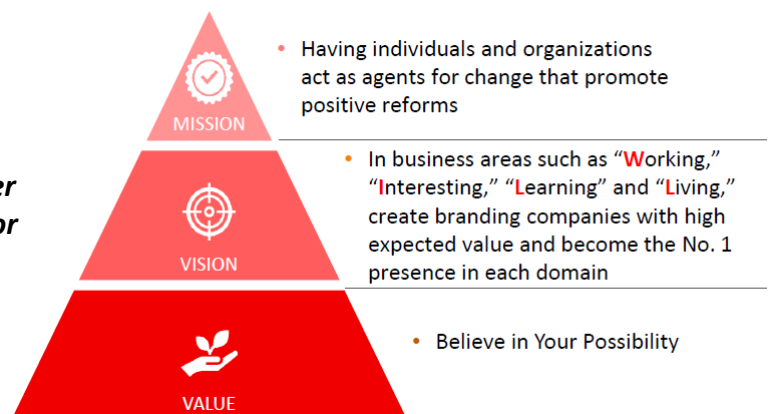 • Having individuals and organizations
act as agents for change that promote
positive reforms
MISSION
• In business areas such as “Working,”
“Interesting,” “Learning” and “Living,”
create branding companies with high
expected value and become the No. 1
presence in each domain
VISION
• Believe in Your Possibility
VALUE